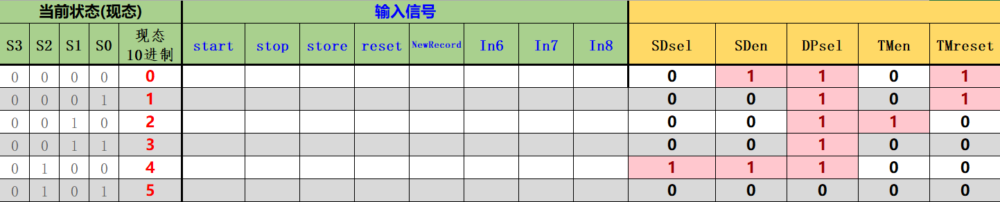 当前状态(现态) 输入信号
S3 S2 S1 S0 现态 10进制 start stop store reset NewRecord In6 In7 In8 SDsel SDen DPsel TMen TMreset
0 0 0 0 0 0 1 1 0 1
0 0 0 1 1 0 0 1 0 1
0 0 1 0 2 0 0 1 1 0
0 0 1 1 3 0 0 1 0 0
0 1 0 0 4 1 1 1 0 0
0 1 0 1 5 0 0 0 0 0